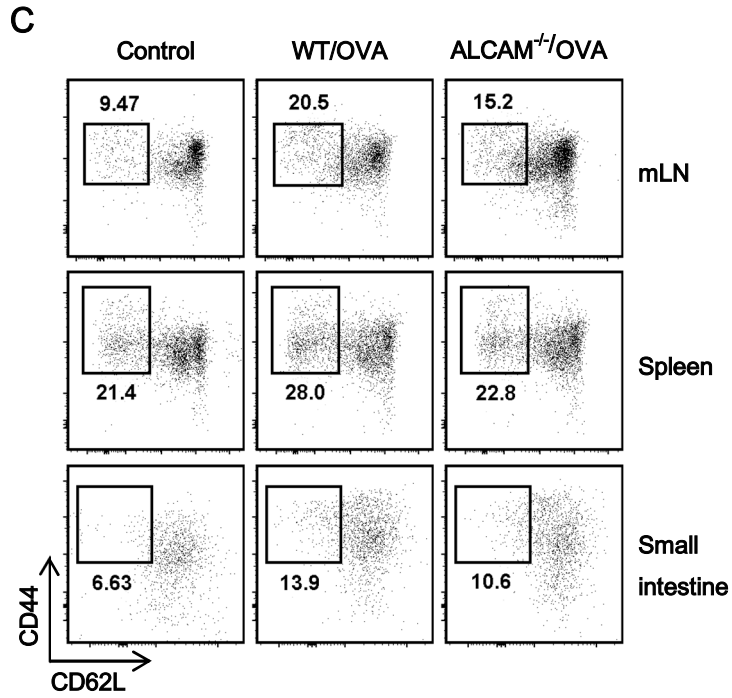 C
Control WT/OVA ALCAM-/-/OVA
9.47 20.5 15.2
mLN
21.4 28.0 22.8
Spleen
6.63 13.9 10.6
Small
intestine
CD44
CD62L